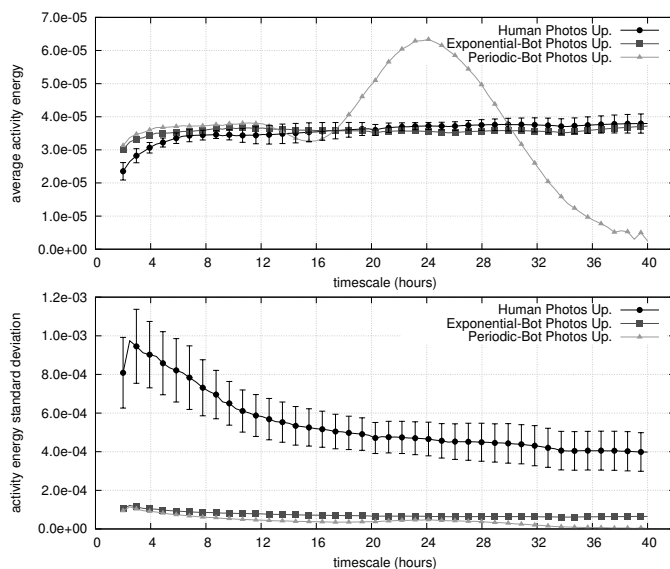 7.0e-05
6.0e-05
5.0e-05
4.0e-05
3.0e-05
2.0e-05
1.0e-05
0.0e+00
average activity energy
Human Photos Up.
Exponential-Bot Photos Up.
Periodic-Bot Photos Up.
0 4 8 12 16 20 24 28 32 36 40
timescale (hours)
1.2e-03
1.0e-03
8.0e-04
6.0e-04
4.0e-04
2.0e-04
0.0e+00
activity energy standard deviation
Human Photos Up.
Exponential-Bot Photos Up.
Periodic-Bot Photos Up.
0 4 8 12 16 20 24 28 32 36 40
timescale (hours)